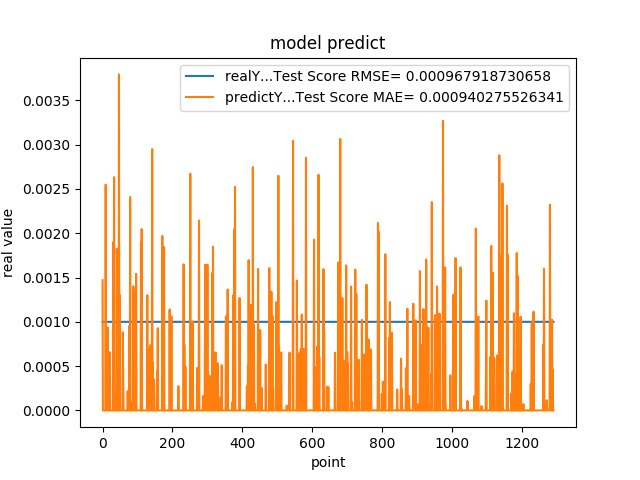 model predict
realY...Test Score RMSE= 0.000967918730658
predictY...Test Score MAE= 0.000940275526341
real value
0.0035
0.0030
0.0025
0.0020
0.0015
0.0010
0.0005
0.0000
0 200 400 600 800 1000 1200
point